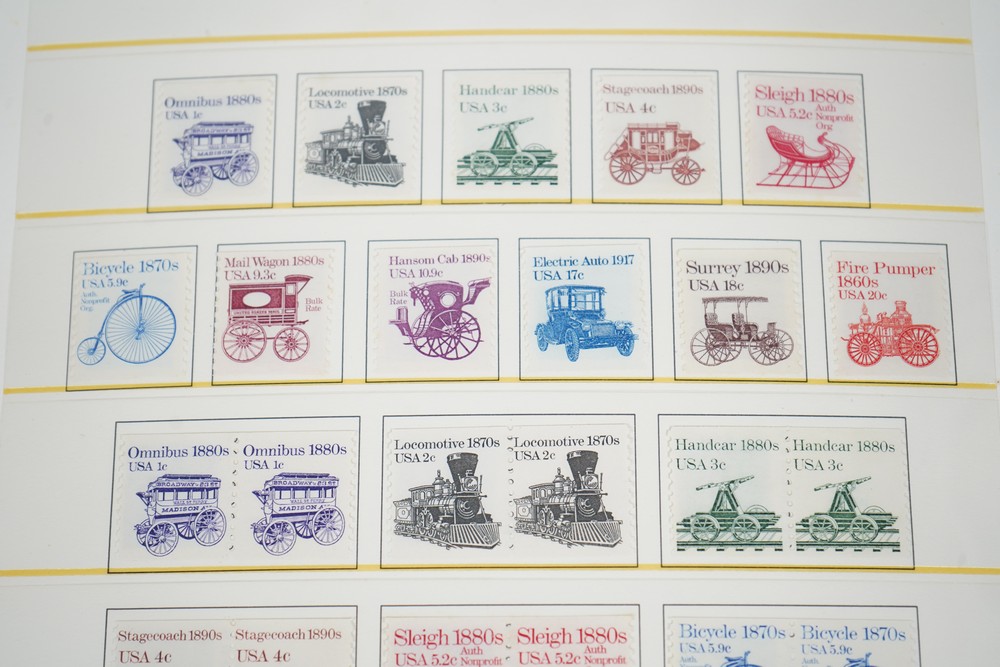 Omnibus 1880s
USA 1c
BROADWAY
MADISON
Locomotive 1870s
USA 2c
Handcar 1880s
USA 3c
Stagecoach 1890s
USA 4c
Sleigh 1880s
USA 5.2c
Auth
Nonprofit
Org
Bicycle 1870s
USA 5.9c
Auth
Nonprofit
Org
Mail Wagon 1880s
USA 9.3c
Bulk
Rate
Hansom Cab 1890s
USA 10.9c
Bulk
Rate
Electric Auto 1917
USA 17c
Surrey 1890s
USA 18c
Fire Pumper
1860s
USA 20c
Omnibus 1880s
USA 1c
BROADWAY
MADISON
Omnibus 1880s
USA 1c
BROADWAY
MADISON
Locomotive 1870s
USA 2c
Locomotive 1870s
USA 2c
Handcar 1880s
USA 3c
Handcar 1880s
USA 3c
Stagecoach 1890s
USA 4c
Stagecoach 1890s
USA 4c
Sleigh 1880s
USA 5.2c
Auth
Nonprofit
Sleigh 1880s
USA 5.2c
Auth
Nonprofit
Bicycle 1870s
USA 5.9c
Auth
Bicycle 1870s
USA 5.9c
Auth